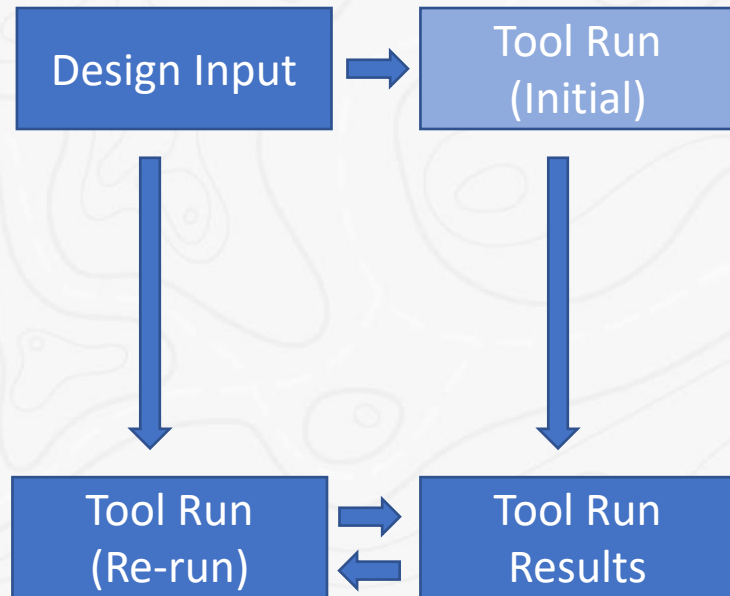 Design Input
Tool Run
(Initial)
Tool Run
(Re-run)
Tool Run
Results